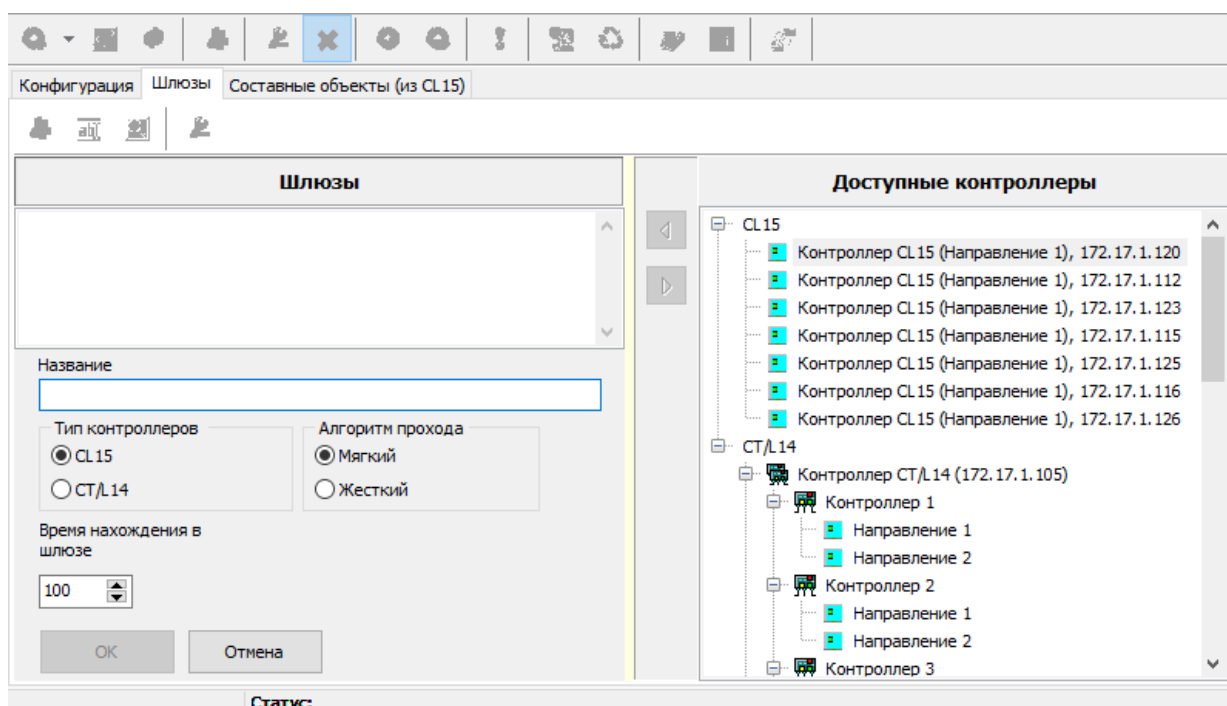 Конфигурация Шлюзы Составные объекты (из CL15)
ab
Шлюзы
Название
Тип контроллеров
CL15
CT/L14
Алгоритм прохода
Мягкий
Жесткий
Время нахождения в
шлюзе
100
OK Отмена
Доступные контроллеры
CL15
Контроллер CL15 (Направление 1), 172.17.1.120
Контроллер CL15 (Направление 1), 172.17.1.112
Контроллер CL15 (Направление 1), 172.17.1.123
Контроллер CL15 (Направление 1), 172.17.1.115
Контроллер CL15 (Направление 1), 172.17.1.125
Контроллер CL15 (Направление 1), 172.17.1.116
Контроллер CL15 (Направление 1), 172.17.1.126
CT/L14
Контроллер CT/L14 (172.17.1.105)
Контроллер 1
Направление 1
Направление 2
Контроллер 2
Направление 1
Направление 2
Контроллер 3
Статус: